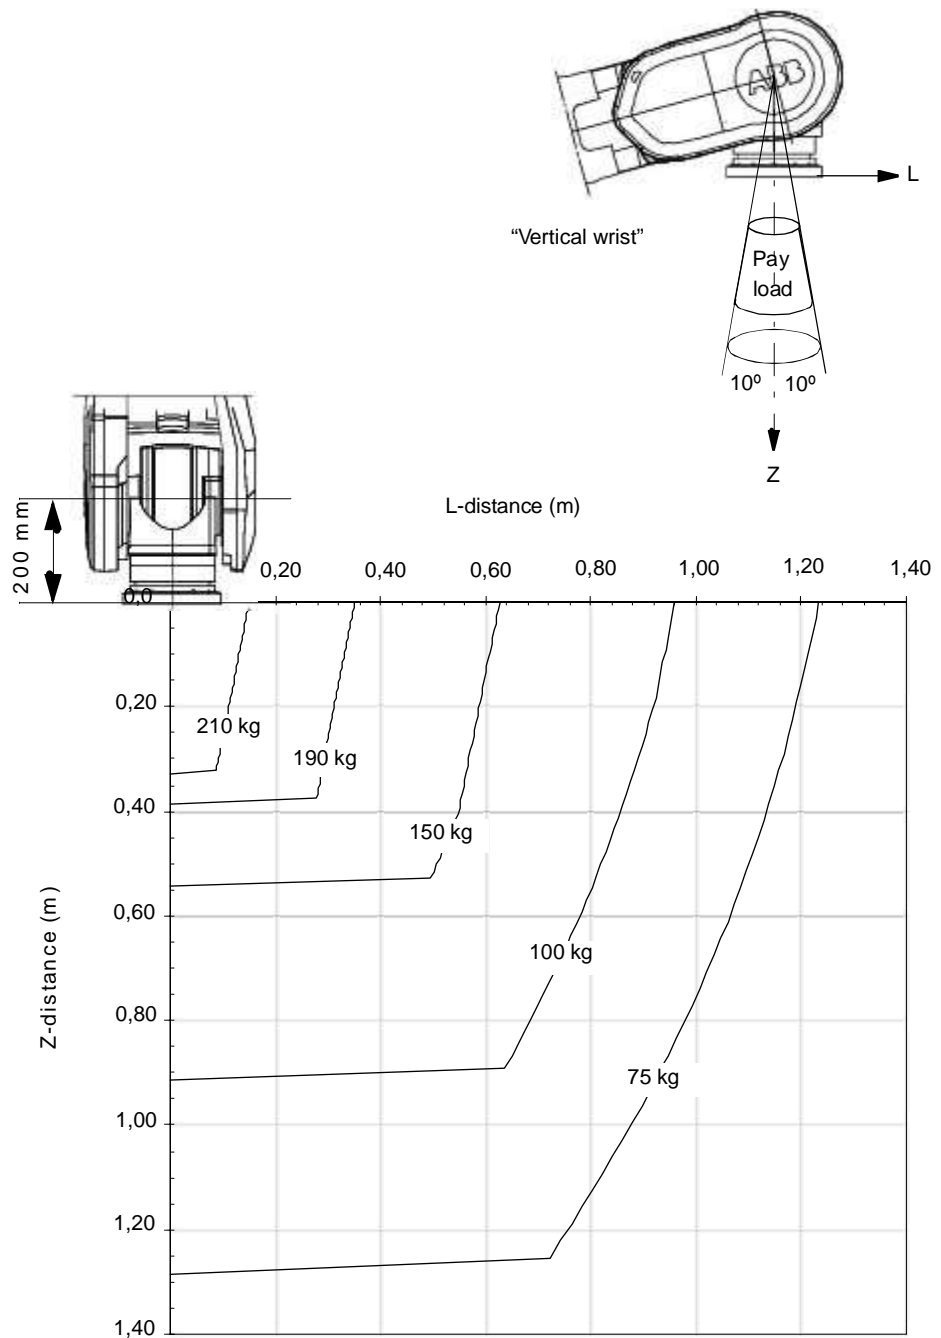 ABB
L
“Vertical wrist”
Pay
load
10º 10º
Z
L-distance (m)
200 mm
0,0
0,20 0,40 0,60 0,80 1,00 1,20 1,40
0,20
210 kg
190 kg
0,40
150 kg
0,60
100 kg
0,80
75 kg
1,00
1,20
1,40
Z-distance (m)